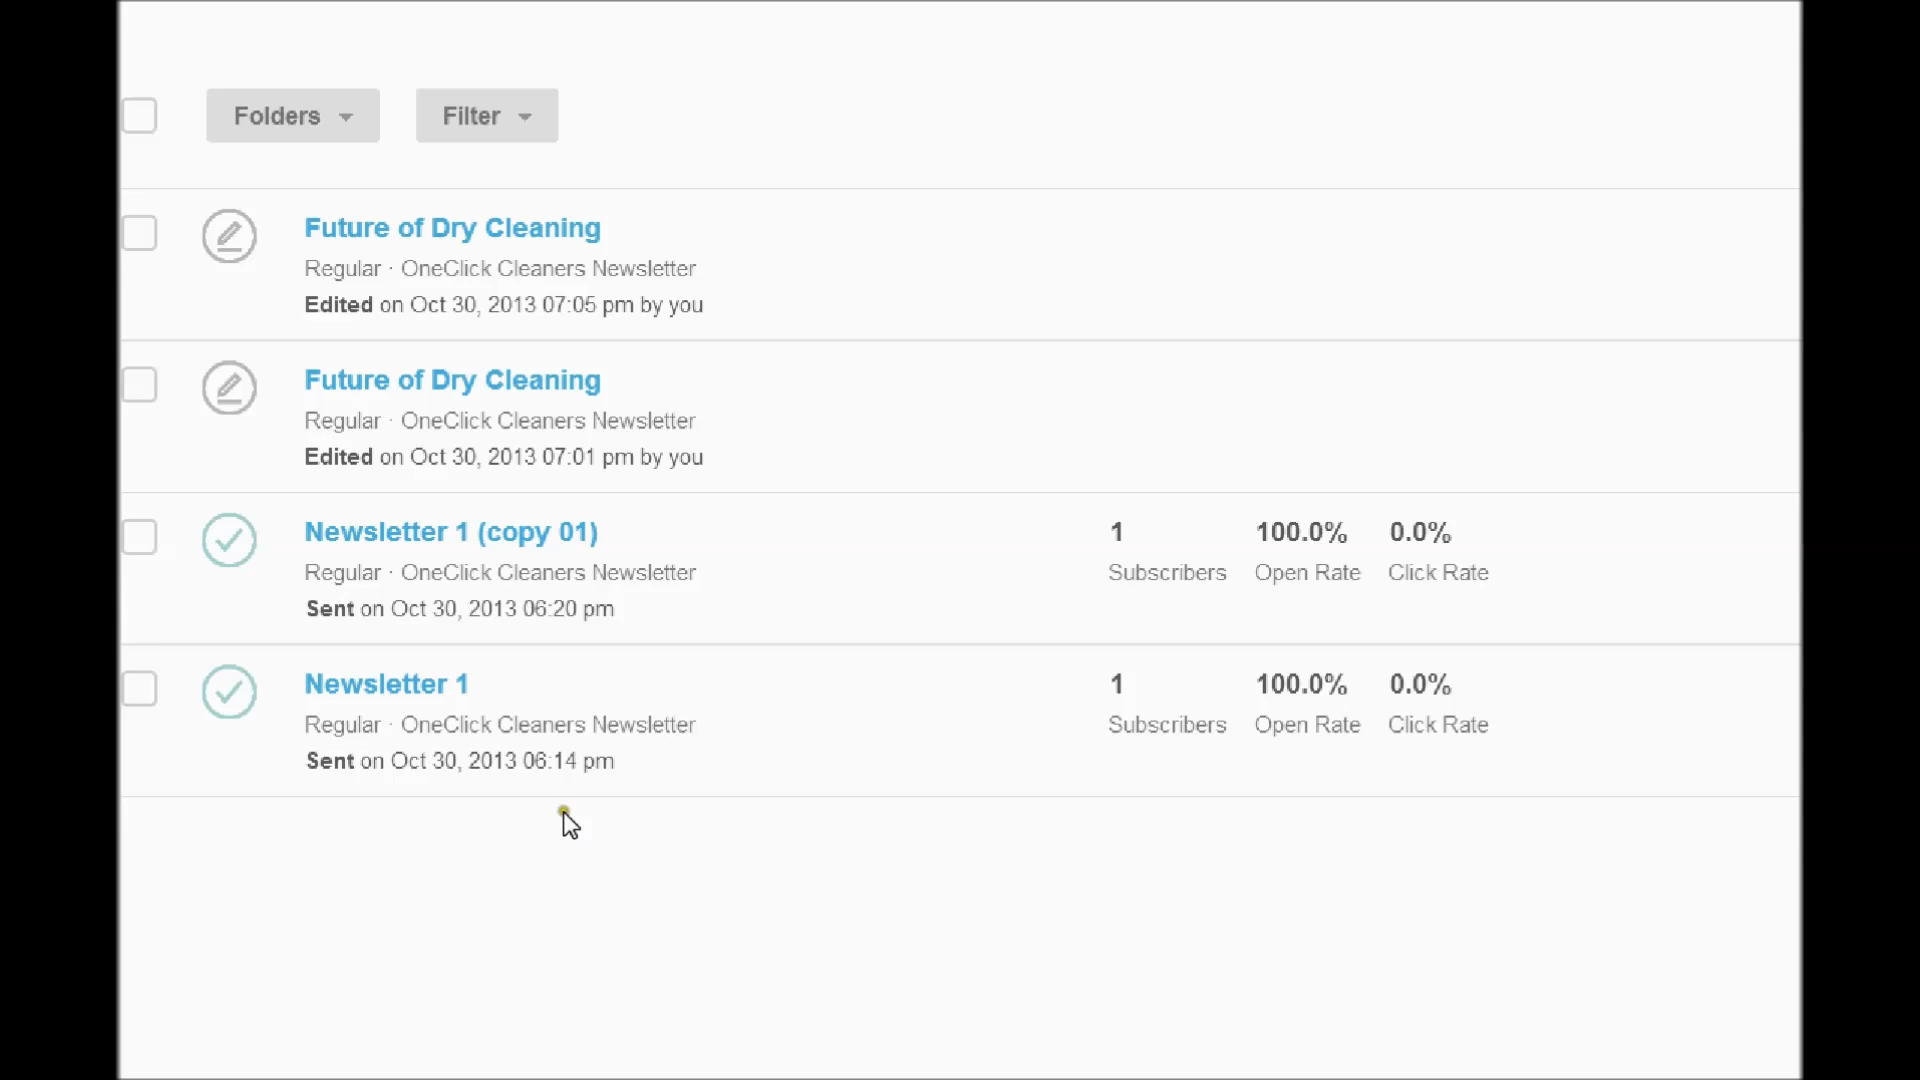 Folders
Filter
Future of Dry Cleaning
Regular · OneClick Cleaners Newsletter
Edited on Oct 30, 2013 07:05 pm by you
Future of Dry Cleaning
Regular · OneClick Cleaners Newsletter
Edited on Oct 30, 2013 07:01 pm by you
Newsletter 1 (copy 01)
1 100.0% 0.0%
Regular · OneClick Cleaners Newsletter
Subscribers Open Rate Click Rate
Sent on Oct 30, 2013 06:20 pm
Newsletter 1
1 100.0% 0.0%
Regular · OneClick Cleaners Newsletter
Subscribers Open Rate Click Rate
Sent on Oct 30, 2013 06:14 pm